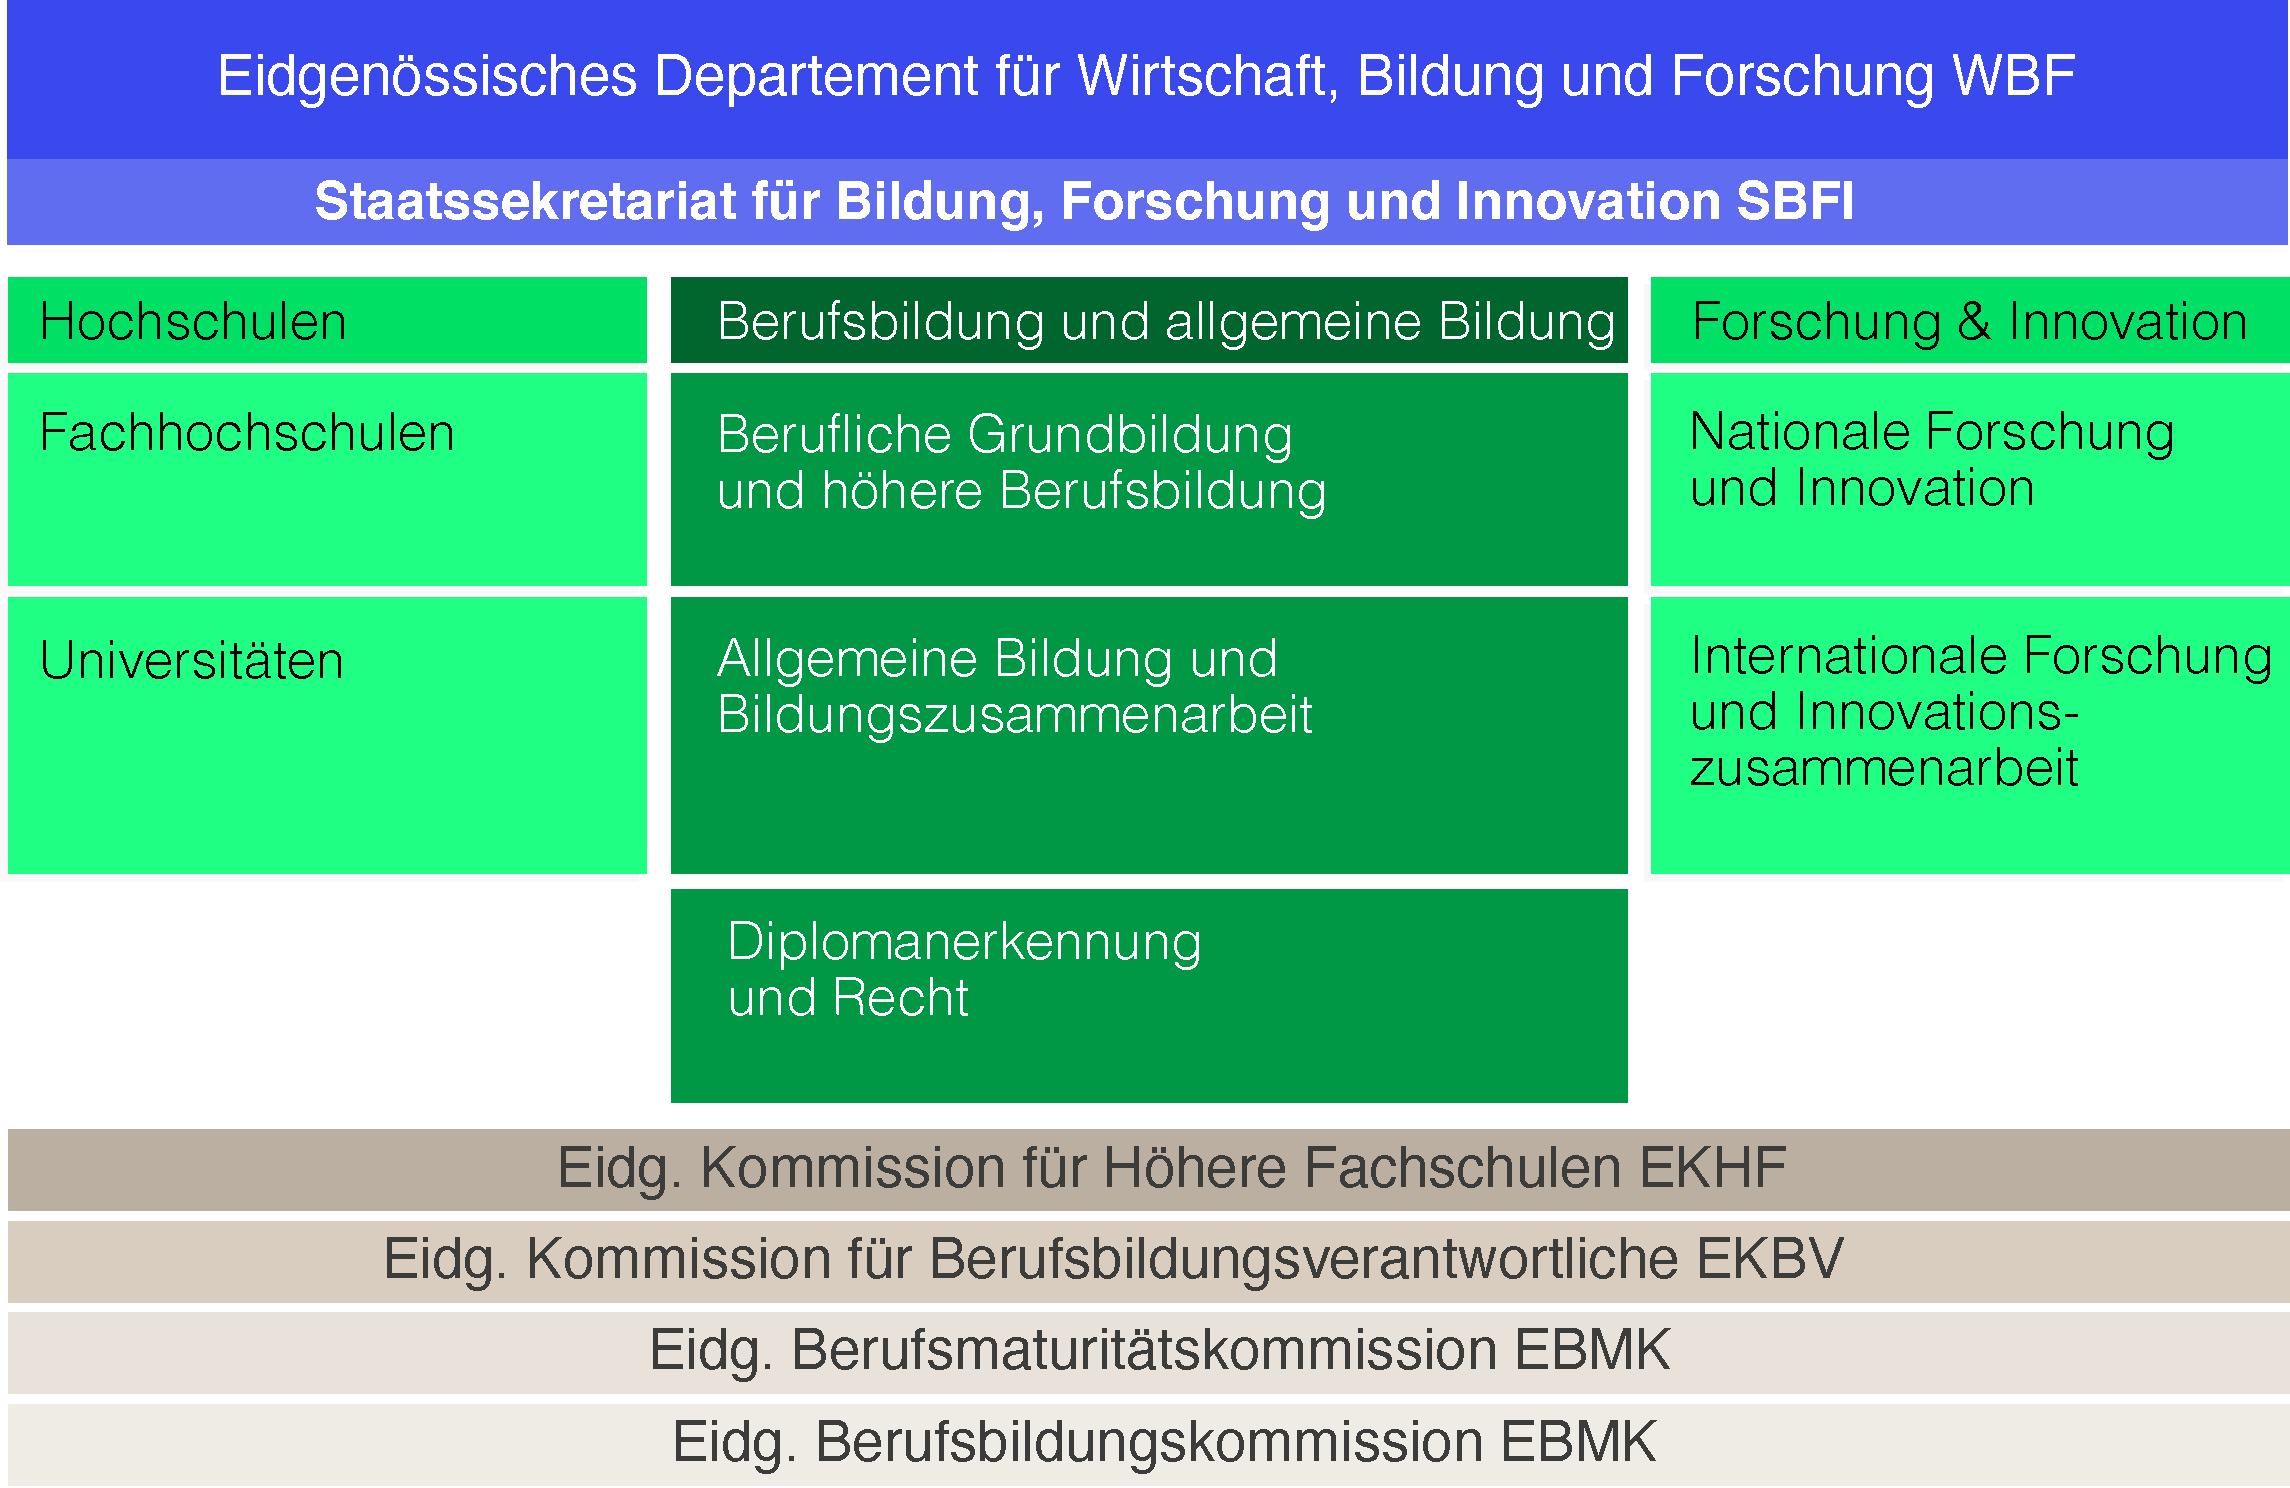 Eidgenössisches Departement für Wirtschaft, Bildung und Forschung WBF
Staatssekretariat für Bildung, Forschung und Innovation SBFI
Hochschulen
Fachhochschulen
Universitäten
Berufsbildung und allgemeine Bildung
Berufliche Grundbildung
und höhere Berufsbildung
Allgemeine Bildung und
Bildungszusammenarbeit
Diplomanerkennung
und Recht
Forschung & Innovation
Nationale Forschung
und Innovation
Internationale Forschung
und Innovations-
zusammenarbeit
Eidg. Kommission für Höhere Fachschulen EKHF
Eidg. Kommission für Berufsbildungsverantwortliche EKBV
Eidg. Berufsmaturitätskommission EBMK
Eidg. Berufsbildungskommission EBMK